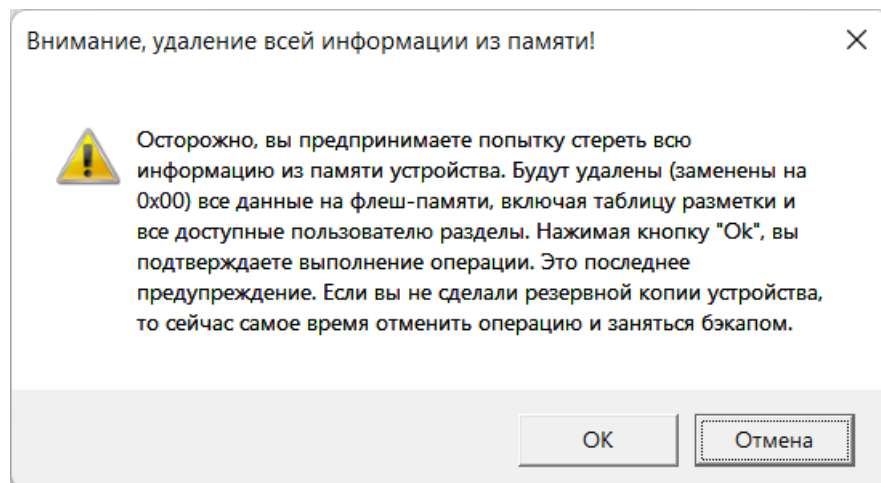 Внимание, удаление всей информации из памяти!
Осторожно, вы предпринимаете попытку стереть всю
информацию из памяти устройства. Будут удалены (заменены на
0x00) все данные на флеш-памяти, включая таблицу разметки и
все доступные пользователю разделы. Нажимая кнопку "Ok", вы
подтверждаете выполнение операции. Это последнее
предупреждение. Если вы не сделали резервной копии устройства,
то сейчас самое время отменить операцию и заняться бэкапом.
OK
Отмена